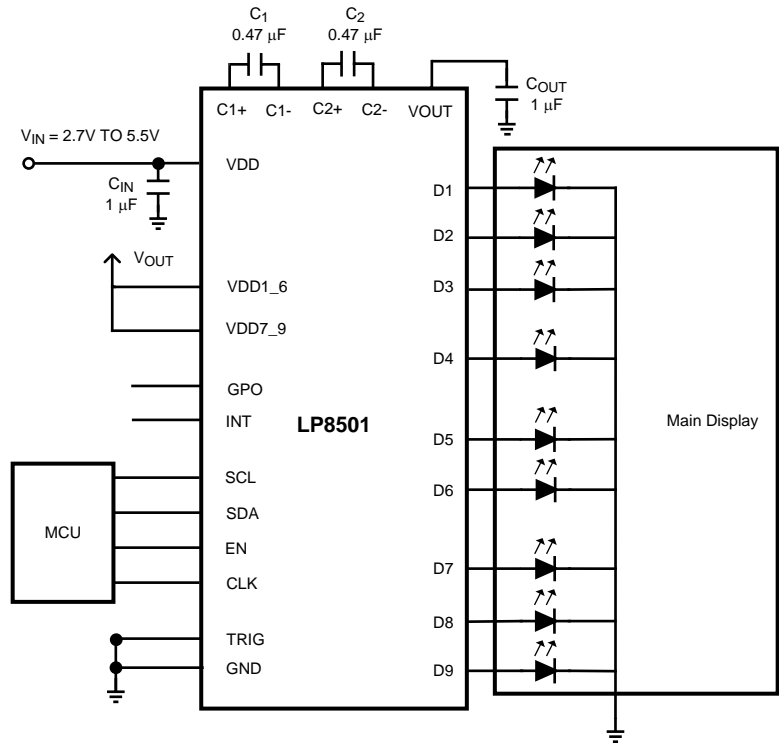 C1
0.47 μF
C2
0.47 μF
COUT
1 μF
C1+ C1- C2+ C2- VOUT
VIN = 2.7V TO 5.5V
VDD
CIN
1 μF
VOUT
VDD1_6
VDD7_9
GPO
INT
LP8501
MCU
SCL
SDA
EN
CLK
TRIG
GND
D1
D2
D3
D4
D5
D6
D7
D8
D9
Main Display